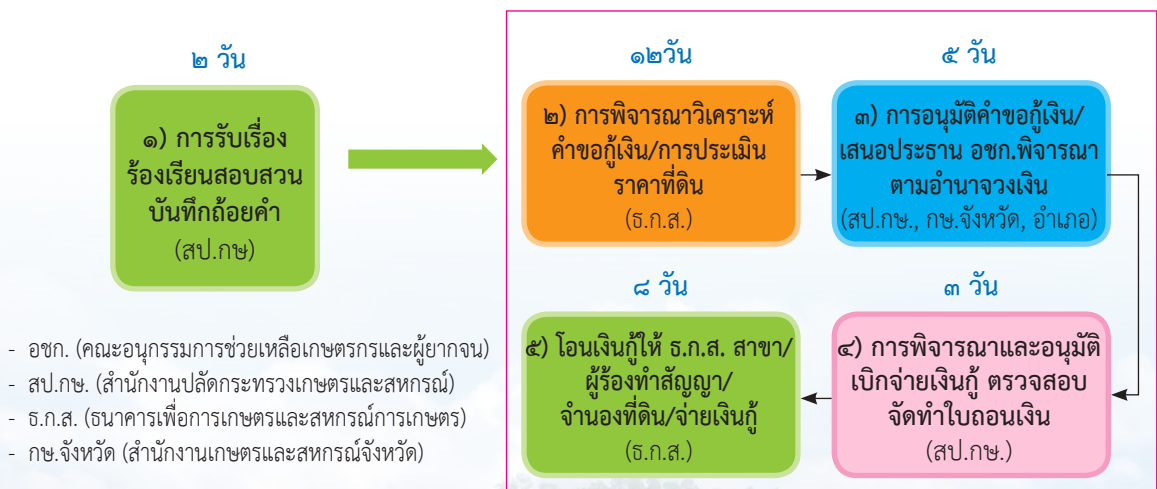 ๒ วัน
๑) การรับเรื่อง
ร้องเรียนสอบสวน
บันทึกถ้อยคำ
(สป.กษ)
๑๒วัน
๒) การพิจารณาวิเคราะห์
คำขอกู้เงิน/การประเมิน
ราคาที่ดิน
(ธ.ก.ส.)
๕ วัน
๓) การอนุมัติคำขอกู้เงิน/
เสนอประธาน อชก.พิจารณา
ตามอำนาจวงเงิน
(สป.กษ., กษ.จังหวัด, อำเภอ)
๓ วัน
๔) การพิจารณาและอนุมัติ
เบิกจ่ายเงินกู้ ตรวจสอบ
จัดทำใบถอนเงิน
(สป.กษ.)
๘ วัน
๕) โอนเงินกู้ให้ ธ.ก.ส. สาขา/
ผู้ร้องทำสัญญา/
จำนองที่ดิน/จ่ายเงินกู้
(ธ.ก.ส.)
- อชก. (คณะอนุกรรมการช่วยเหลือเกษตรกรและผู้ยากจน)
- สป.กษ. (สำนักงานปลัดกระทรวงเกษตรและสหกรณ์)
- ธ.ก.ส. (ธนาคารเพื่อการเกษตรและสหกรณ์การเกษตร)
- กษ.จังหวัด (สำนักงานเกษตรและสหกรณ์จังหวัด)